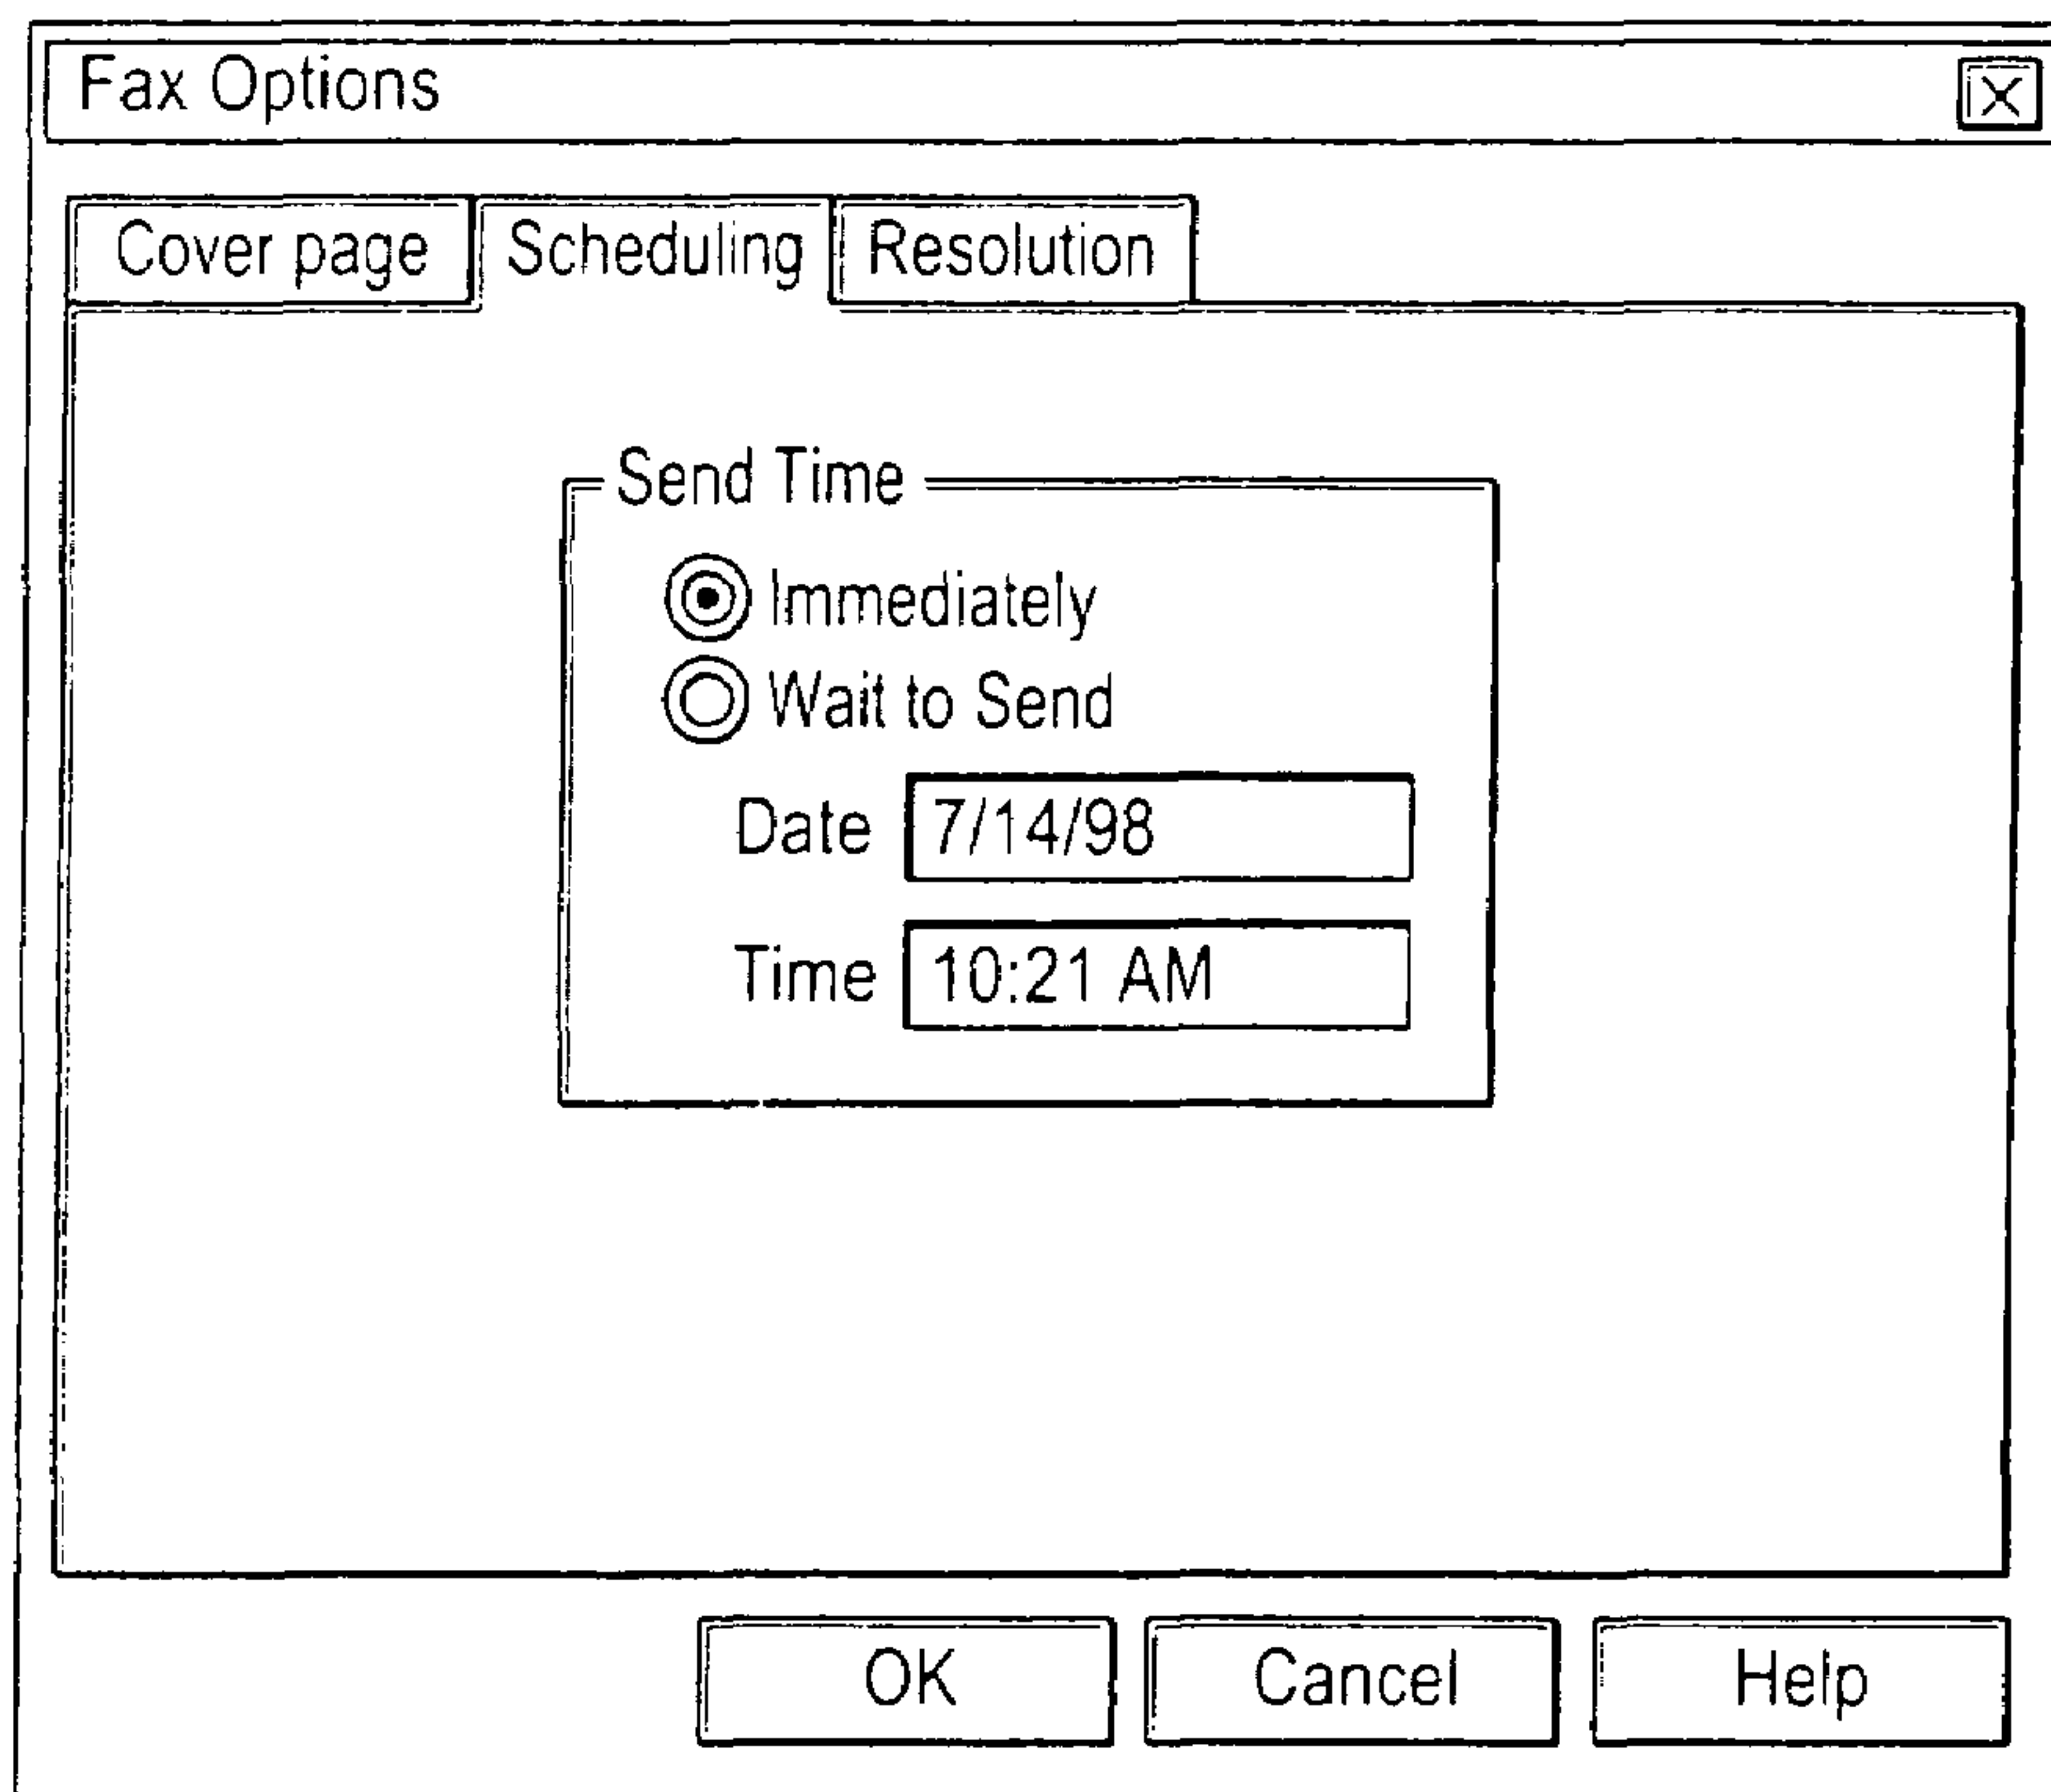 Fax Options
Cover page Scheduling Resolution
Send Time
Immediately
Wait to Send
Date 7/14/98
Time 10:21 AM
OK Cancel Help